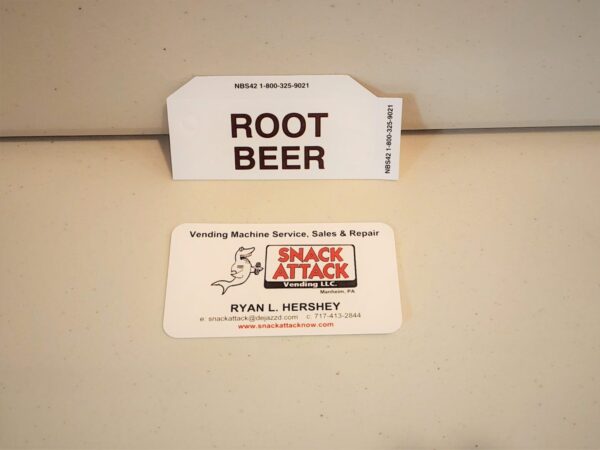 NBS42 1-800-325-9021
ROOT
BEER
NBS42 1-800-325-9021
Vending Machine Service, Sales & Repair
SNACK
ATTACK
Vending LLC.
Manheim, PA
RYAN L. HERSHEY
e: snackattack@dejazzd.com c: 717-413-2844
www.snackattacknow.com